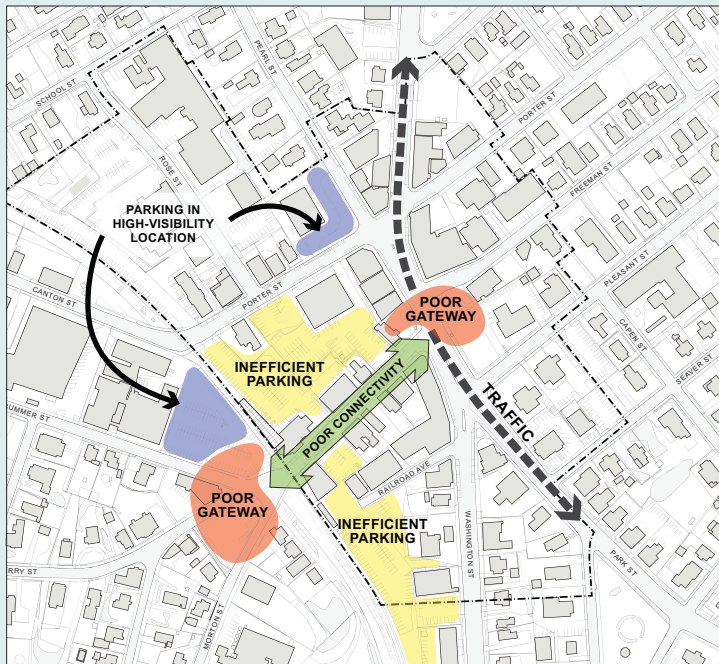 PEARL ST
SCHOOL ST
ROSE ST
PORTER ST
FREEMAN ST
PARKING IN
HIGH-VISIBILITY
LOCATION
PLEASANT ST
CANTON ST
PORTER ST
POOR
GATEWAY
CAPEN ST
SEAVER ST
INEFFICIENT
PARKING
TRAFFIC
POOR CONNECTIVITY
UMMER ST
RAILROAD AVE
POOR
GATEWAY
INEFFICIENT
PARKING
WASHINGTON ST
PARK ST
RRY ST
MORTON ST